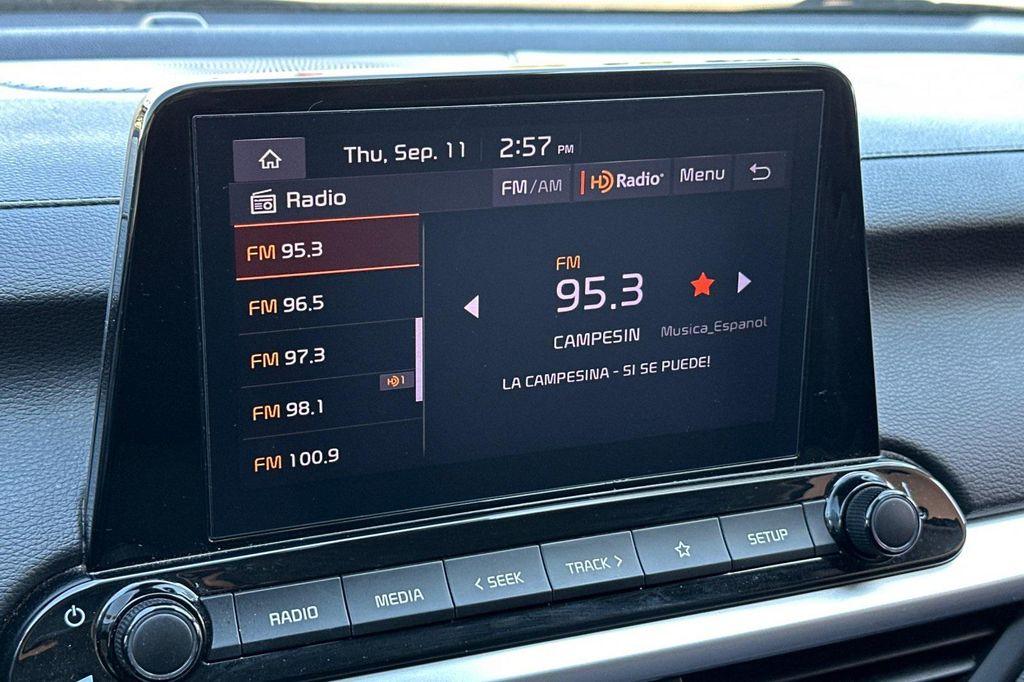 Thu, Sep. 11 2:57 PM
Radio FM/AM HD Radio Menu
FM 95.3
FM 96.5
FM 97.3
HD 1
FM 98.1
FM 100.9
FM
95.3
CAMPESIN Musica_Espanol
LA CAMPESINA - SI SE PUEDE!
RADIO MEDIA < SEEK TRACK > SETUP